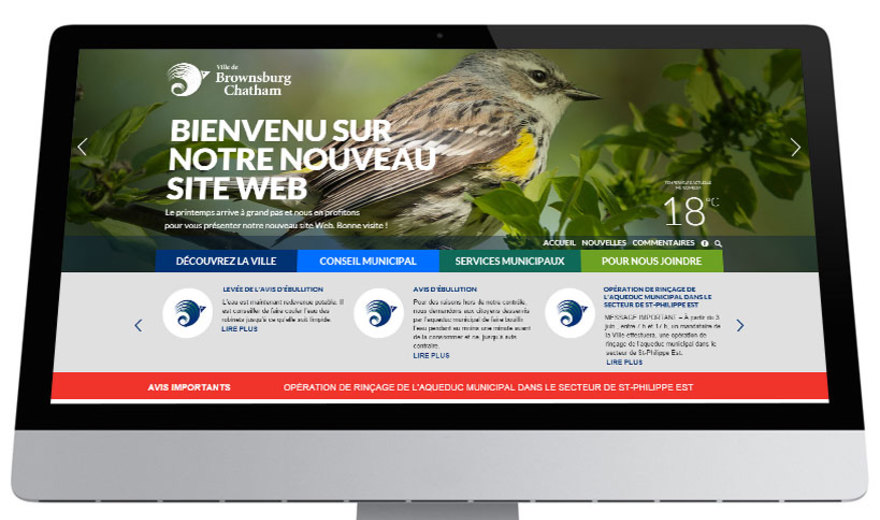 Ville de
Brownsburg
Chatham
BIENVENU SUR
NOTRE NOUVEAU
SITE WEB
Le printemps arrive à grand pas et nous en profitons
pour vous présenter notre nouveau site Web. Bonne visite !
18°C
ACCUEIL NOUVELLES COMMENTAIRES
DÉCOUVREZ LA VILLE CONSEIL MUNICIPAL SERVICES MUNICIPAUX POUR NOUS JOINDRE
LEVÉE DE L'AVIS D'ÉBULLITION
L'eau est maintenant redevenue potable. Il
est conseiller de faire couler l'eau des
robinets jusqu'à ce qu'elle soit limpide.
LIRE PLUS
AVIS D'ÉBULLITION
Pour des raisons hors de notre contrôle,
nous demandons aux citoyens desservis
par l'aqueduc municipal de faire bouillir
l'eau pendant au moins une minute avant
de la consommer et ce, jusqu'à avis
contraire.
LIRE PLUS
OPÉRATION DE RINÇAGE DE
L'AQUEDUC MUNICIPAL DANS LE
SECTEUR DE ST-PHILIPPE EST
MESSAGE IMPORTANT – À partir du 3
juin, entre 7 h et 17 h, un mandataire de
la Ville effectuera, une opération de
rinçage de l'aqueduc municipal dans le
secteur de St-Philippe Est.
LIRE PLUS
AVIS IMPORTANTS OPÉRATION DE RINÇAGE DE L'AQUEDUC MUNICIPAL DANS LE SECTEUR DE ST-PHILIPPE EST